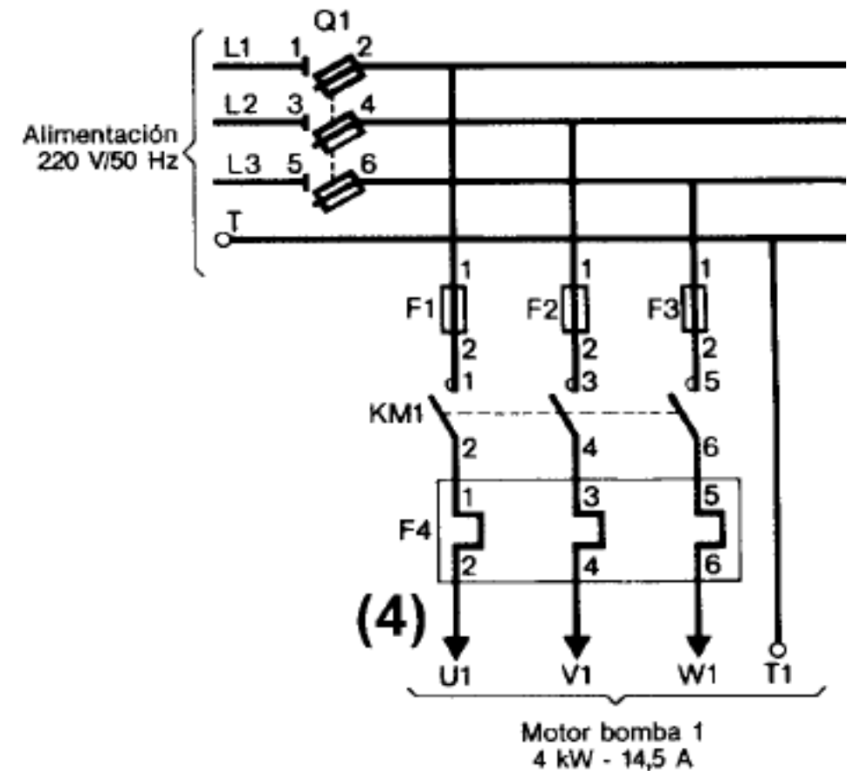 Q1
L1 1 2
L2 3 4
Alimentación
220 V/50 Hz
L3 5 6
T
1 1 1
F1 F2 F3
2 2 2
1 3 5
KM1
2 4 6
1 3 5
F4
2 4 6
(4)
U1 V1 W1 T1
Motor bomba 1
4 kW - 14,5 A